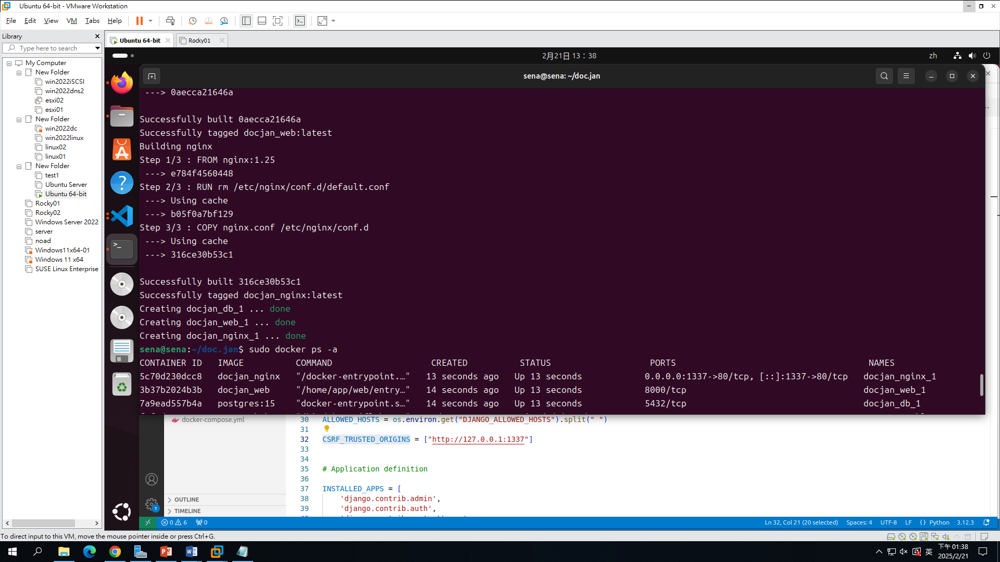 Ubuntu 64-bit - VMware Workstation
File Edit View VM Tabs Help
Library
Type here to search
My Computer
New Folder
win2022iSCSI
win2022dns2
esxi02
esxi01
New Folder
win2022dc
win2022linux
linux02
linux01
New Folder
test1
Ubuntu Server
Ubuntu 64-bit
Rocky01
Rocky02
Windows Server 2022
server
noad
Windows11x64-01
Windows 11 x64
SUSE Linux Enterprise
Ubuntu 64-bit
Rocky01
2月21日 13：38
zh
sena@sena: ~/doc.jan
---> 0aecca21646a
Successfully built 0aecca21646a
Successfully tagged docjan_web:latest
Building nginx
Step 1/3 : FROM nginx:1.25
---> e784f4560448
Step 2/3 : RUN rm /etc/nginx/conf.d/default.conf
---> Using cache
---> b05f0a7bf129
Step 3/3 : COPY nginx.conf /etc/nginx/conf.d
---> Using cache
---> 316ce30b53c1
Successfully built 316ce30b53c1
Successfully tagged docjan_nginx:latest
Creating docjan_db_1 ... done
Creating docjan_web_1 ... done
Creating docjan_nginx_1 ... done
sena@sena:~/doc.jan$ sudo docker ps -a
CONTAINER ID IMAGE COMMAND CREATED STATUS PORTS NAMES
5c70d230dcc8 docjan_nginx "/docker-entrypoint.…" 13 seconds ago Up 13 seconds 0.0.0.0:1337->80/tcp, [::]:1337->80/tcp docjan_nginx_1
3b37b2024b3b docjan_web "/home/app/web/entry…" 14 seconds ago Up 13 seconds 8000/tcp docjan_web_1
7a9ead557b4a postgres:15 "docker-entrypoint.s…" 14 seconds ago Up 13 seconds 5432/tcp docjan_db_1
docker-compose.yml
30 ALLOWED_HOSTS = os.environ.get("DJANGO_ALLOWED_HOSTS").split(" ")
31
32 CSRF_TRUSTED_ORIGINS = ["http://127.0.0.1:1337"]
33
34
35 # Application definition
36
37 INSTALLED_APPS = [
38 'django.contrib.admin',
39 'django.contrib.auth',
OUTLINE
TIMELINE
1
0 6 0
Ln 32, Col 21 (20 selected) Spaces: 4 UTF-8 LF {} Python 3.12.3
To direct input to this VM, move the mouse pointer inside or press Ctrl+G.
英
下午 01:38
2025/2/21